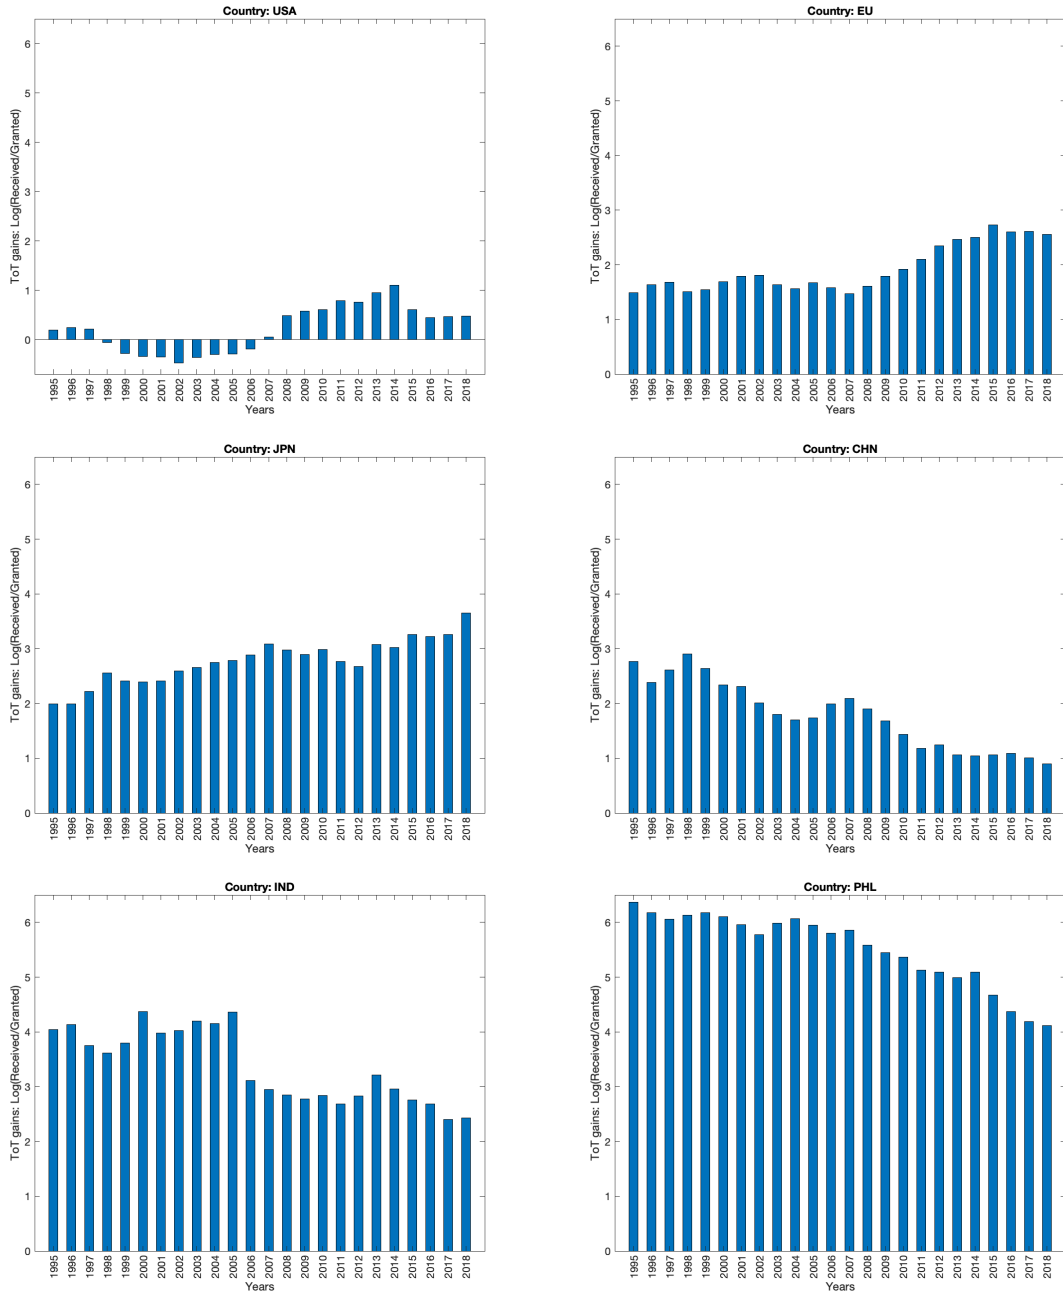 Country: USA
ToT gains: Log(Received/Granted)
6
5
4
3
2
1
0
1995 1996 1997 1998 1999 2000 2001 2002 2003 2004 2005 2006 2007 2008 2009 2010 2011 2012 2013 2014 2015 2016 2017 2018
Years
Country: EU
ToT gains: Log(Received/Granted)
6
5
4
3
2
1
0
1995 1996 1997 1998 1999 2000 2001 2002 2003 2004 2005 2006 2007 2008 2009 2010 2011 2012 2013 2014 2015 2016 2017 2018
Years
Country: JPN
ToT gains: Log(Received/Granted)
6
5
4
3
2
1
0
1995 1996 1997 1998 1999 2000 2001 2002 2003 2004 2005 2006 2007 2008 2009 2010 2011 2012 2013 2014 2015 2016 2017 2018
Years
Country: CHN
ToT gains: Log(Received/Granted)
6
5
4
3
2
1
0
1995 1996 1997 1998 1999 2000 2001 2002 2003 2004 2005 2006 2007 2008 2009 2010 2011 2012 2013 2014 2015 2016 2017 2018
Years
Country: IND
ToT gains: Log(Received/Granted)
6
5
4
3
2
1
0
1995 1996 1997 1998 1999 2000 2001 2002 2003 2004 2005 2006 2007 2008 2009 2010 2011 2012 2013 2014 2015 2016 2017 2018
Years
Country: PHL
ToT gains: Log(Received/Granted)
6
5
4
3
2
1
0
1995 1996 1997 1998 1999 2000 2001 2002 2003 2004 2005 2006 2007 2008 2009 2010 2011 2012 2013 2014 2015 2016 2017 2018
Years